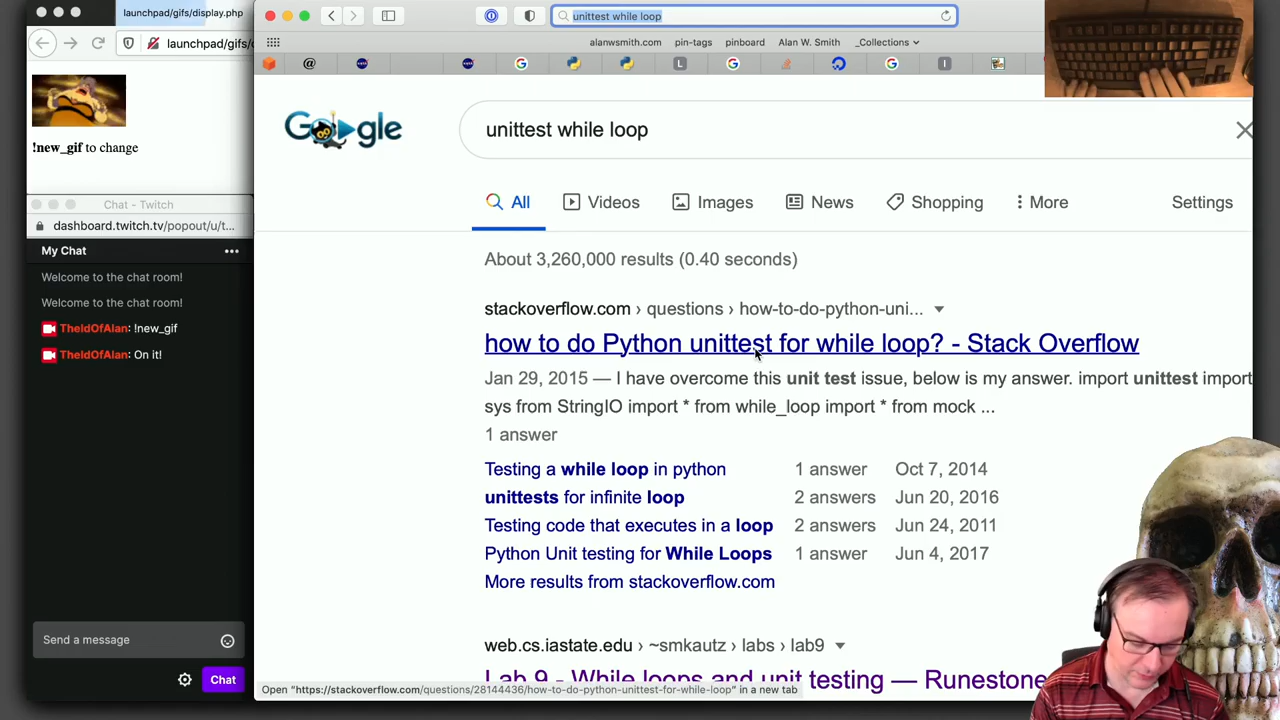 launchpad/gifs/display.php
launchpad/gifs/
!new_gif to change
Chat - Twitch
dashboard.twitch.tv/popout/u/t...
My Chat
Welcome to the chat room!
Welcome to the chat room!
TheIdOfAlan: !new_gif
TheIdOfAlan: On it!
Send a message
Chat
unittest while loop
alanwsmith.com
pin-tags
pinboard
Alan W. Smith
_Collections
Google
unittest while loop
All
Videos
Images
News
Shopping
More
Settings
About 3,260,000 results (0.40 seconds)
stackoverflow.com › questions › how-to-do-python-uni...
how to do Python unittest for while loop? - Stack Overflow
Jan 29, 2015 — I have overcome this unit test issue, below is my answer. import unittest import
sys from StringIO import * from while_loop import * from mock ...
1 answer
Testing a while loop in python 1 answer Oct 7, 2014
unittests for infinite loop 2 answers Jun 20, 2016
Testing code that executes in a loop 2 answers Jun 24, 2011
Python Unit testing for While Loops 1 answer Jun 4, 2017
More results from stackoverflow.com
web.cs.iastate.edu › ~smkautz › labs › lab9
Lab 9 - While loops and unit testing — Runestone
Open "https://stackoverflow.com/questions/28144436/how-to-do-python-unittest-for-while-loop" in a new tab